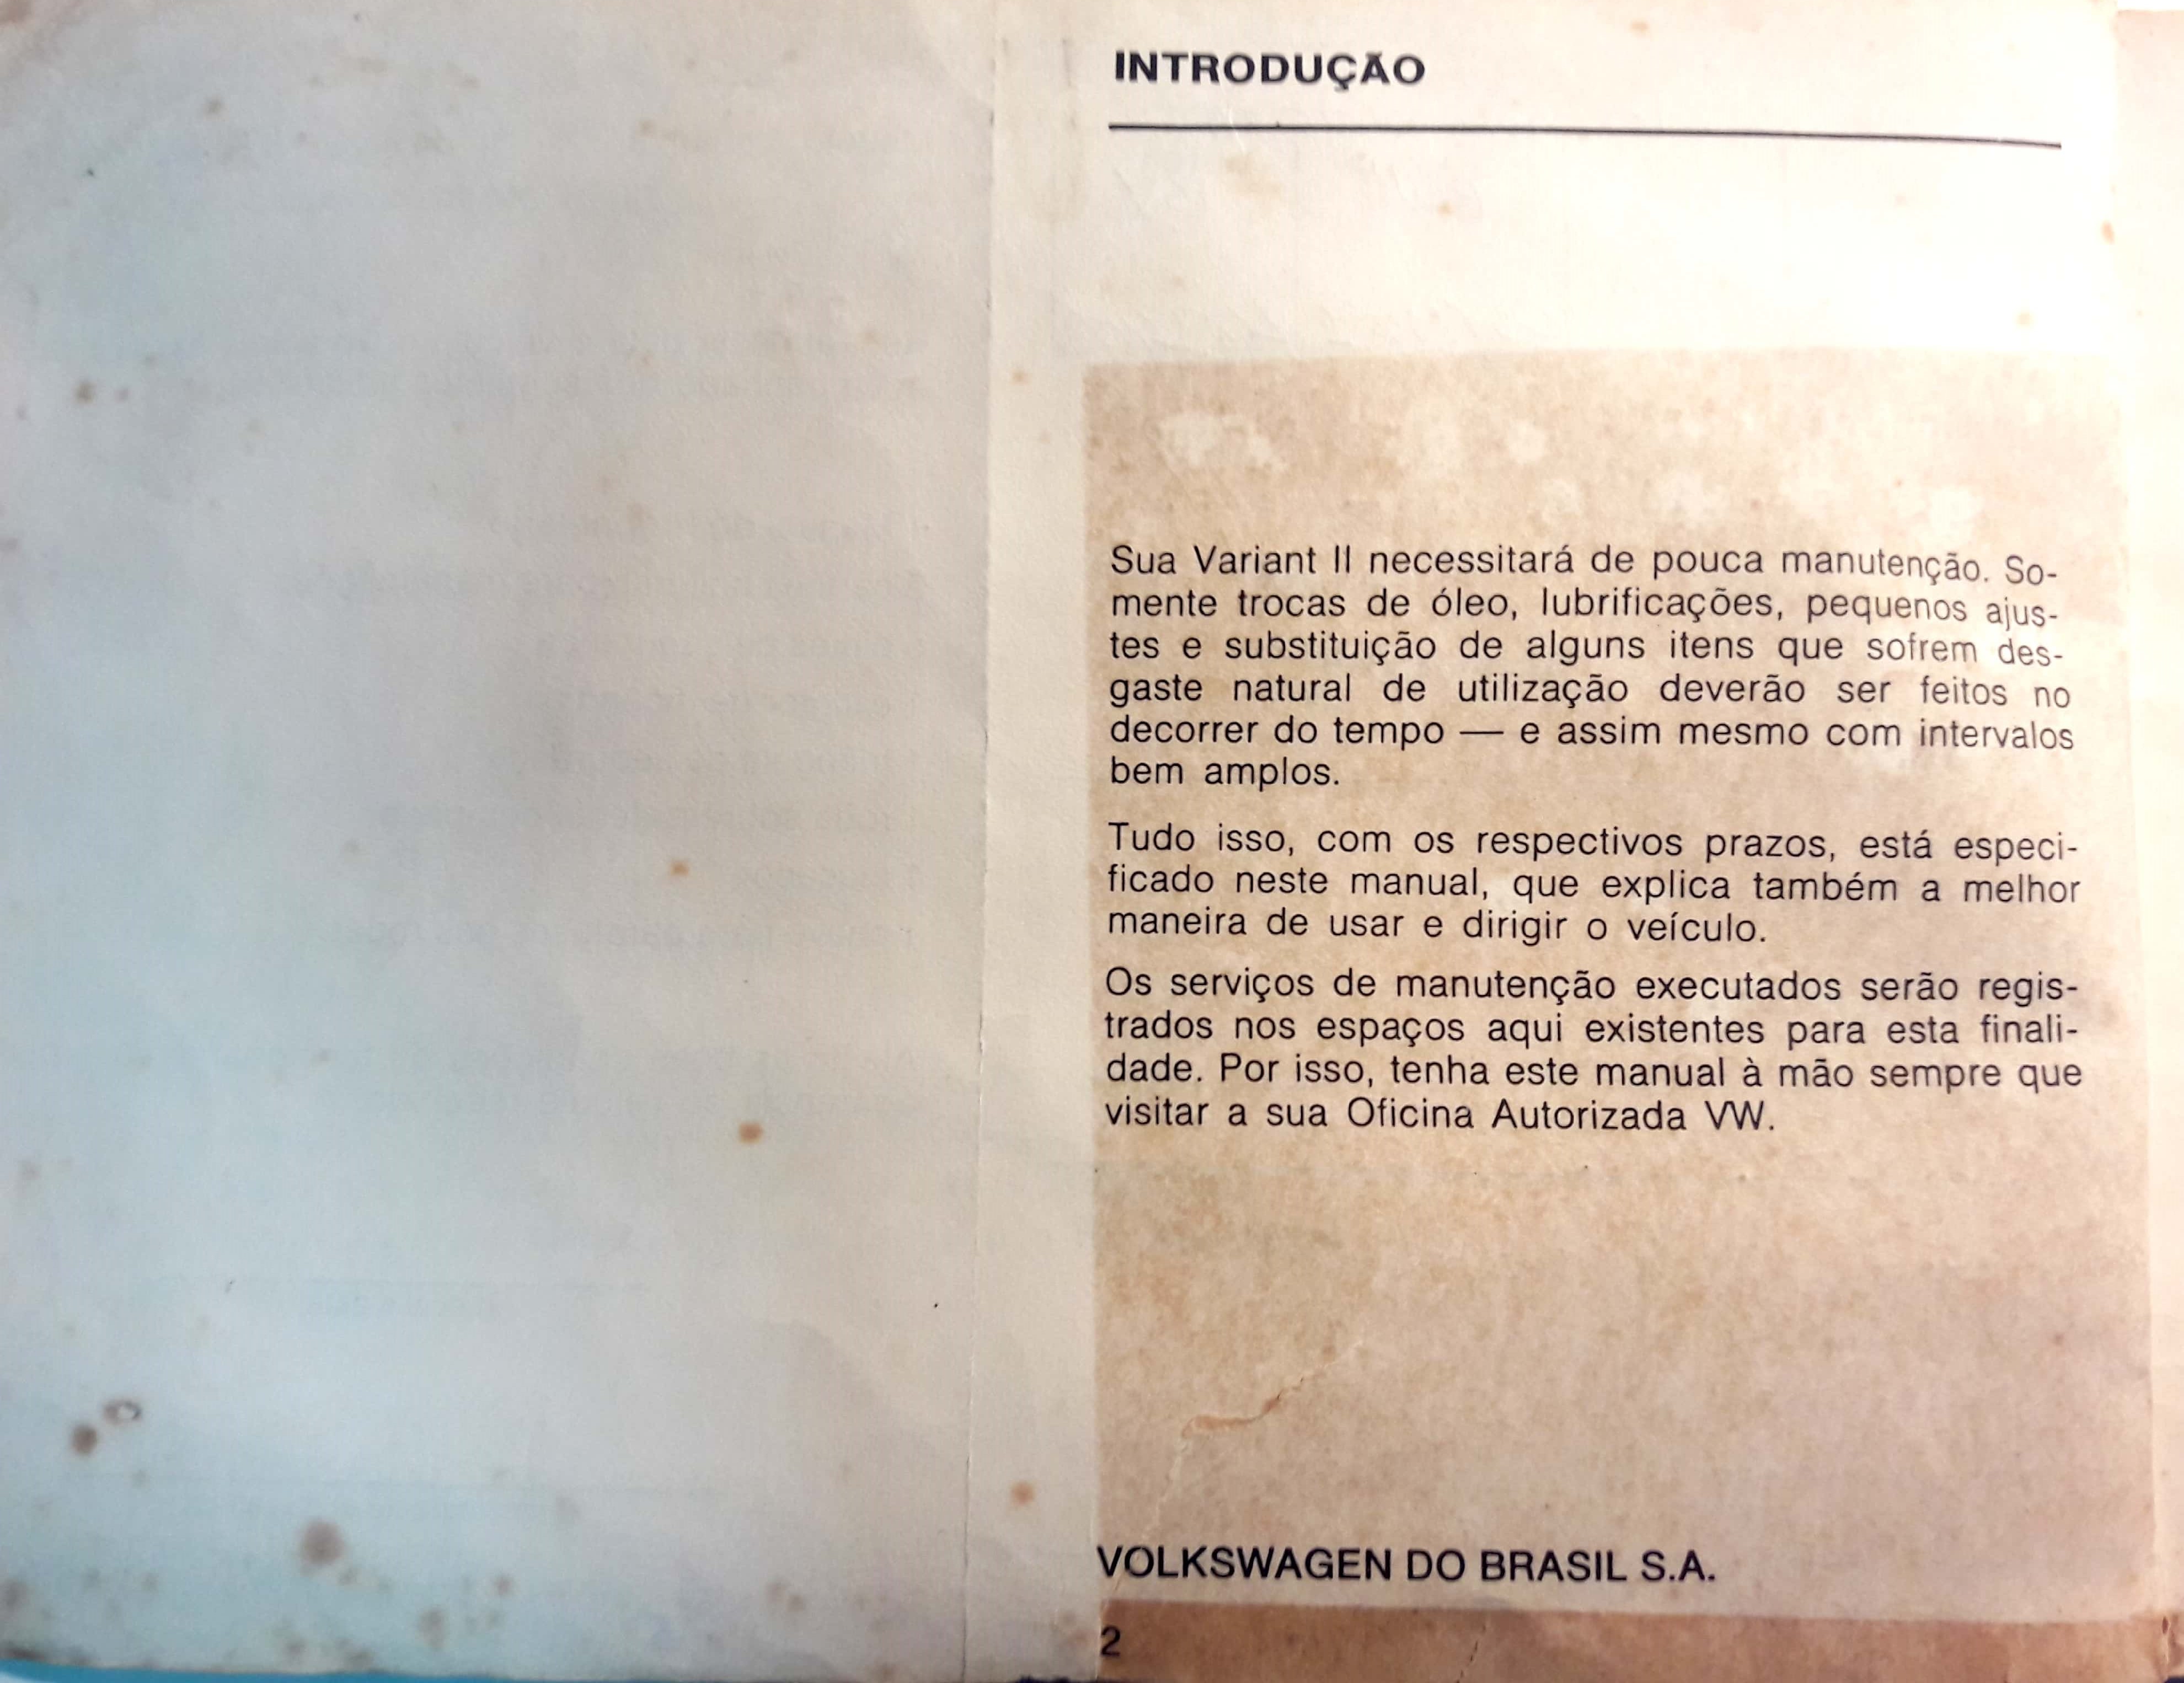 INTRODUÇÃO
Sua Variant II necessitará de pouca manutenção. So-
mente trocas de óleo, lubrificações, pequenos ajus-
tes e substituição de alguns itens que sofrem des-
gaste natural de utilização deverão ser feitos no
decorrer do tempo — e assim mesmo com intervalos
bem amplos.
Tudo isso, com os respectivos prazos, está especi-
ficado neste manual, que explica também a melhor
maneira de usar e dirigir o veículo.
Os serviços de manutenção executados serão regis-
trados nos espaços aqui existentes para esta finali-
dade. Por isso, tenha este manual à mão sempre que
visitar a sua Oficina Autorizada VW.
VOLKSWAGEN DO BRASIL S.A.
2